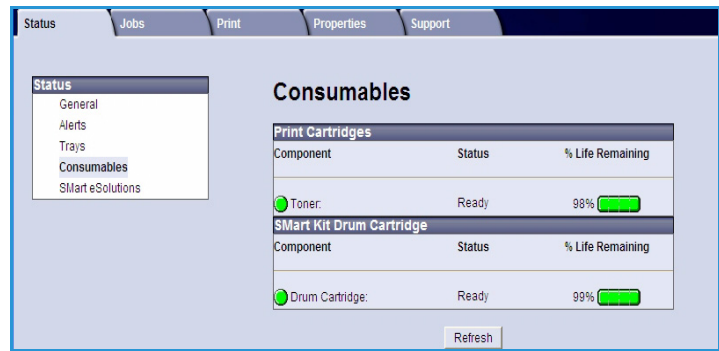 Status Jobs Print Properties Support
Status
General
Alerts
Trays
Consumables
SMart eSolutions
Consumables
Print Cartridges
Component Status % Life Remaining
Toner: Ready 98%
SMart Kit Drum Cartridge
Component Status % Life Remaining
Drum Cartridge: Ready 99%
Refresh